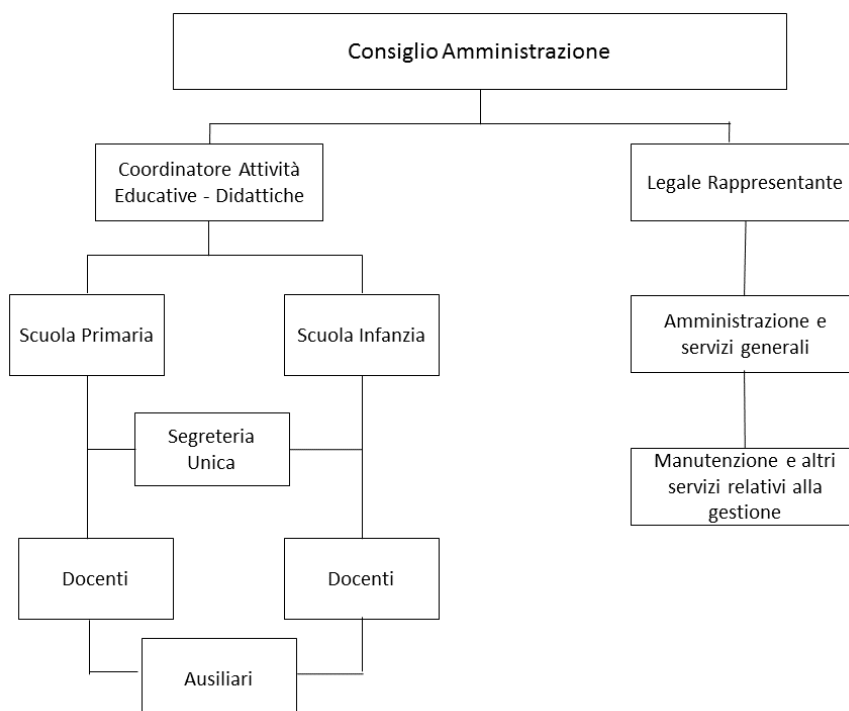 Consiglio Amministrazione
Coordinatore Attività
Educative - Didattiche
Legale Rappresentante
Scuola Primaria
Scuola Infanzia
Amministrazione e
servizi generali
Segreteria
Unica
Manutenzione e altri
servizi relativi alla
gestione
Docenti
Docenti
Ausiliari